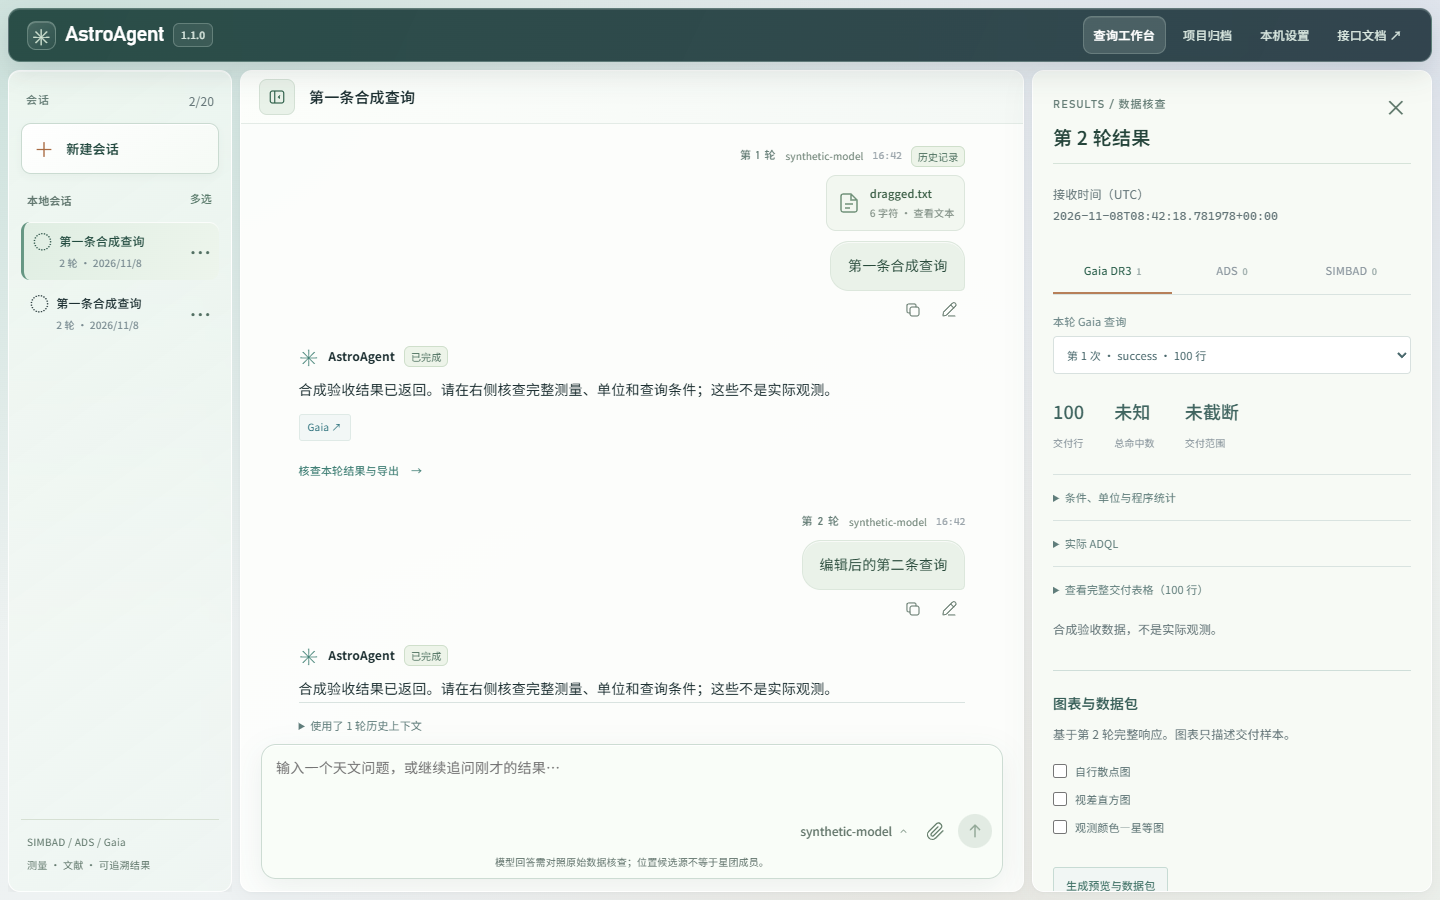 AstroAgent 1.1.0
查询工作台 项目归档 本机设置 接口文档 ↗
会话 2/20
新建会话
本地会话 多选
第一条合成查询
2 轮 · 2026/11/8
第一条合成查询
2 轮 · 2026/11/8
SIMBAD / ADS / Gaia
测量 · 文献 · 可追溯结果
第一条合成查询
第 1 轮 synthetic-model 16:42 历史记录
dragged.txt
6 字符 · 查看文本
第一条合成查询
AstroAgent 已完成
合成验收结果已返回。请在右侧核查完整测量、单位和查询条件；这些不是实际观测。
Gaia ↗
核查本轮结果与导出 →
第 2 轮 synthetic-model 16:42
编辑后的第二条查询
AstroAgent 已完成
合成验收结果已返回。请在右侧核查完整测量、单位和查询条件；这些不是实际观测。
▶ 使用了 1 轮历史上下文
输入一个天文问题，或继续追问刚才的结果…
synthetic-model
模型回答需对照原始数据核查；位置候选源不等于星团成员。
RESULTS / 数据核查
第 2 轮结果
接收时间（UTC）
2026-11-08T08:42:18.781978+00:00
Gaia DR3 1 ADS 0 SIMBAD 0
本轮 Gaia 查询
第 1 次 · success · 100 行
100 未知 未截断
交付行 总命中数 交付范围
▶ 条件、单位与程序统计
▶ 实际 ADQL
▶ 查看完整交付表格（100 行）
合成验收数据，不是实际观测。
图表与数据包
基于第 2 轮完整响应。图表只描述交付样本。
自行散点图
视差直方图
观测颜色—星等图
生成预览与数据包